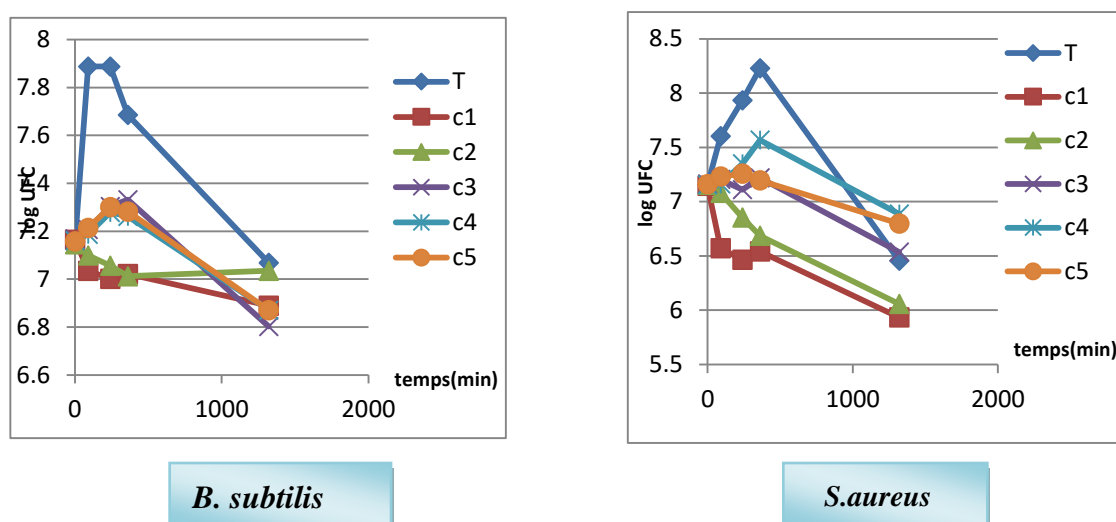 8
7.8
7.6
7.4
7.2
7
6.8
6.6
log UFC
0
1000
2000
temps(min)
T
c1
c2
c3
c4
c5
B. subtilis
8.5
8
7.5
7
6.5
6
5.5
log UFC
0
1000
2000
temps(min)
T
c1
c2
c3
c4
c5
S.aureus